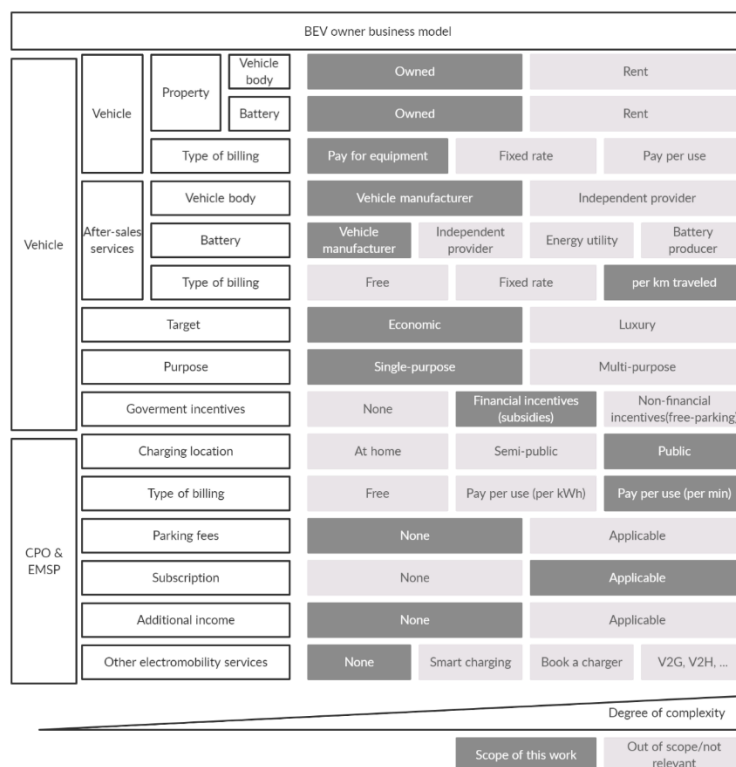 BEV owner business model
Vehicle
Vehicle
Property
Vehicle
body
Owned
Rent
Battery
Owned
Rent
Type of billing
Pay for equipment
Fixed rate
Pay per use
After-sales
services
Vehicle body
Vehicle manufacturer
Independent provider
Battery
Vehicle
manufacturer
Independent
provider
Energy utility
Battery
producer
Type of billing
Free
Fixed rate
per km traveled
Target
Economic
Luxury
Purpose
Single-purpose
Multi-purpose
Goverment incentives
None
Financial incentives
(subsidies)
Non-financial
incentives(free-parking)
CPO &
EMSP
Charging location
At home
Semi-public
Public
Type of billing
Free
Pay per use (per kWh)
Pay per use (per min)
Parking fees
None
Applicable
Subscription
None
Applicable
Additional income
None
Applicable
Other electromobility services
None
Smart charging
Book a charger
V2G, V2H, ...
Degree of complexity
Scope of this work
Out of scope/not
relevant